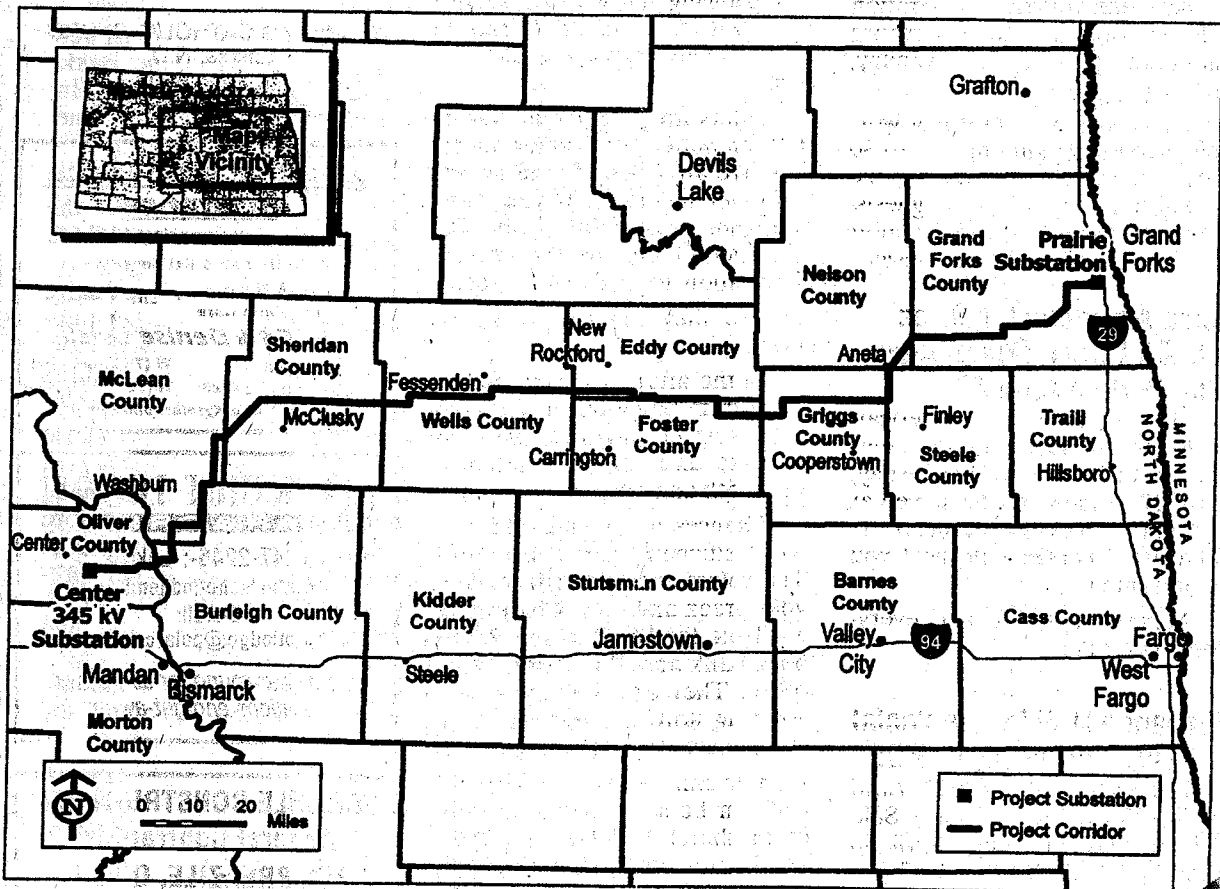 Map
Vicinity
Grafton
Devils
Lake
Grand
Forks
County
Prairie
Substation
Grand
Forks
29
Nelson
County
Sheridan
County
New
Rockford
Eddy County
Aneta
McLean
County
Fessenden
McClusky
Wells County
Foster
County
Carrington
Griggs
County
Cooperstown
Finley
Steele
County
Traill
County
Hillsboro
MINNESOTA
NORTH DAKOTA
Washburn
Oliver
County
Center
Center
345 kV
Substation
Burleigh County
Kidder
County
Stutsman County
Barnes
County
Cass County
Jamestown
Valley
City
94
Fargo
West
Fargo
Mandan
Bismarck
Steele
Morton
County
N
0 10 20
Miles
Project Substation
Project Corridor